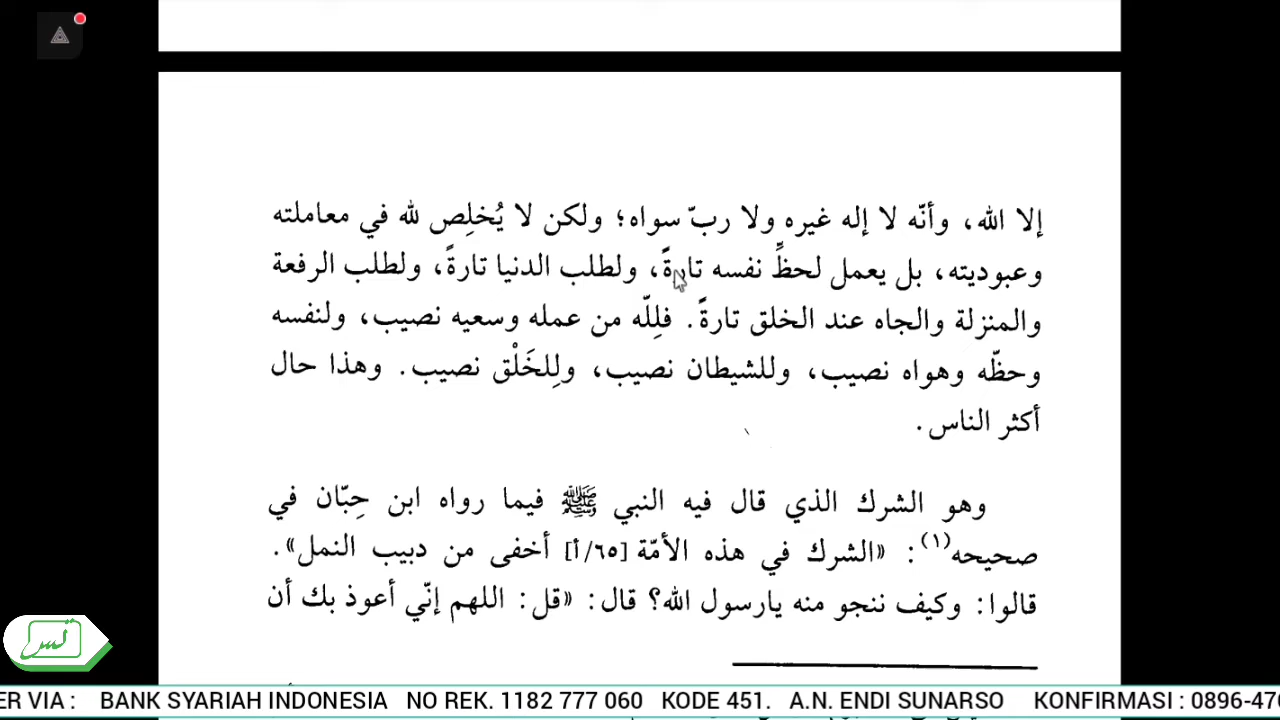 إلا الله، وأنّه لا إله غيره ولا ربّ سواه؛ ولكن لا يُخلِص لله في معاملته
وعبوديته، بل يعمل لحظِّ نفسه تارةً، ولطلب الدنيا تارةً، ولطلب الرفعة
والمنزلة والجاه عند الخلق تارةً. فلِلّه من عمله وسعيه نصيب، ولنفسه
وحظّه وهواه نصيب، وللشيطان نصيب، ولِلخَلْق نصيب. وهذا حال
أكثر الناس.
وهو الشرك الذي قال فيه النبي ﷺ فيما رواه ابن حِبّان في
صحيحه(١): «الشرك في هذه الأمّة [٦٥/أ] أخفى من دبيب النمل».
قالوا: وكيف ننجو منه يارسول الله؟ قال: «قل: اللهم إنّي أعوذ بك أن
ER VIA : BANK SYARIAH INDONESIA NO REK. 1182 777 060 KODE 451. A.N. ENDI SUNARSO KONFIRMASI : 0896-470